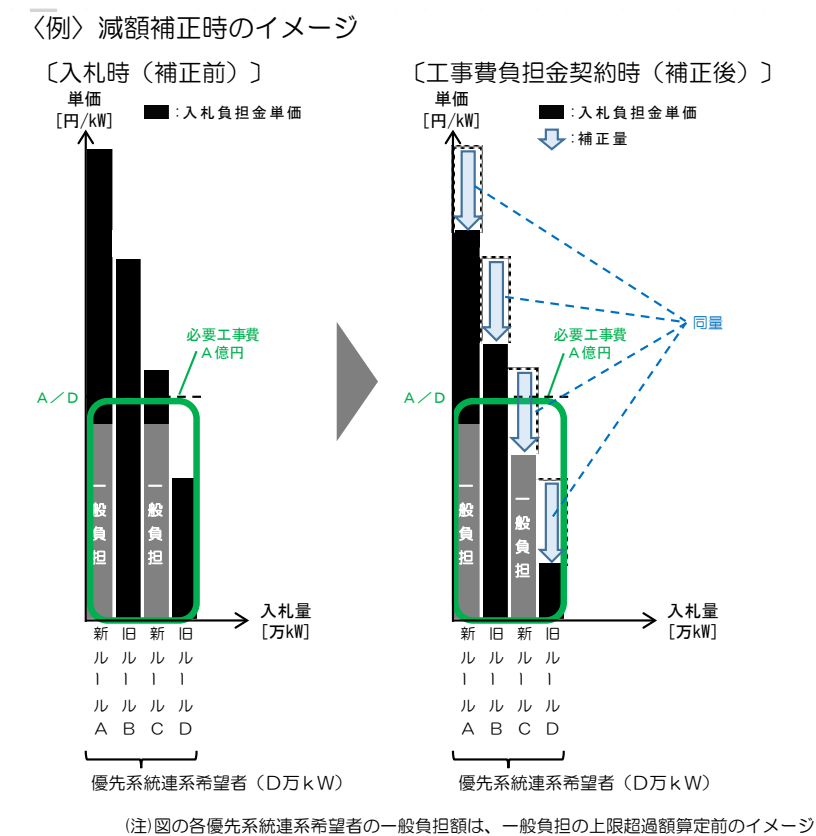 〈例〉減額補正時のイメージ
〔入札時（補正前）〕
単価
[円/kW]
:入札負担金単価
必要工事費
A億円
A／D
一般負担
一般負担
入札量
[万kW]
新ルールA
旧ルールB
新ルールC
旧ルールD
優先系統連系希望者（D万kW）
〔工事費負担金契約時（補正後）〕
単価
[円/kW]
:入札負担金単価
:補正量
同量
必要工事費
A億円
A／D
一般負担
一般負担
入札量
[万kW]
新ルールA
旧ルールB
新ルールC
旧ルールD
優先系統連系希望者（D万kW）
(注)図の各優先系統連系希望者の一般負担額は、一般負担の上限超過額算定前のイメージ